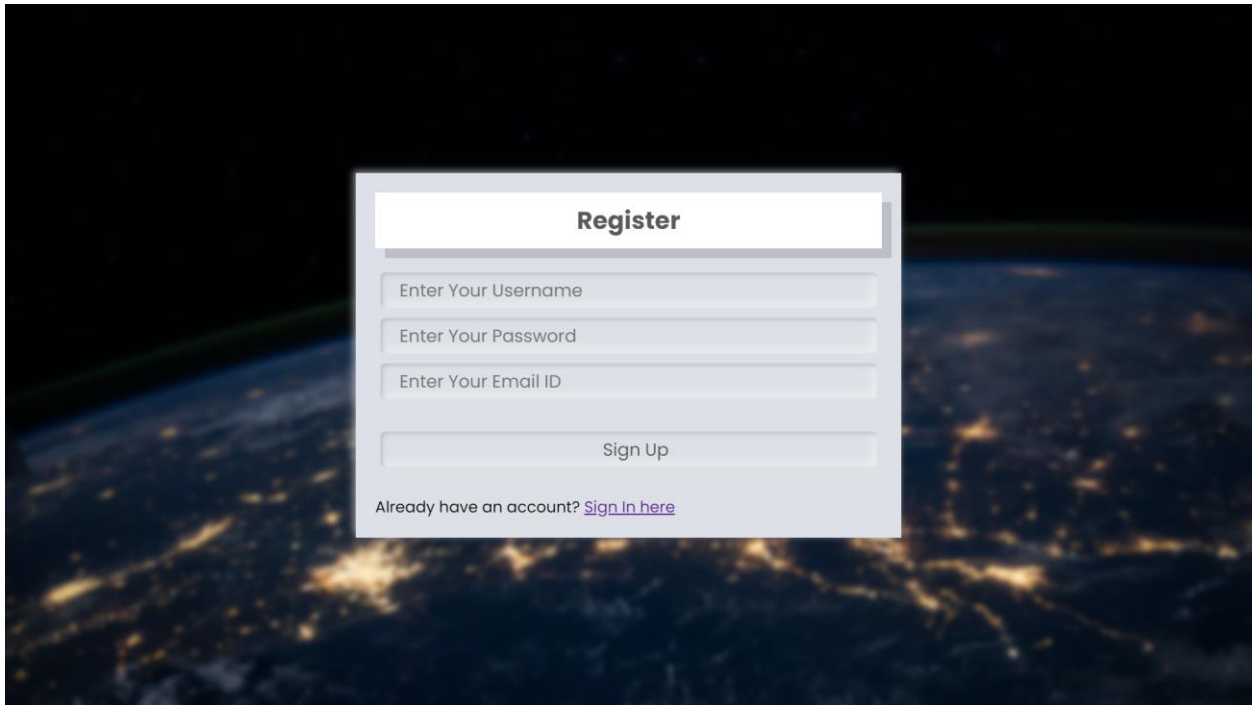 Register
Enter Your Username
Enter Your Password
Enter Your Email ID
Sign Up
Already have an account? Sign In here